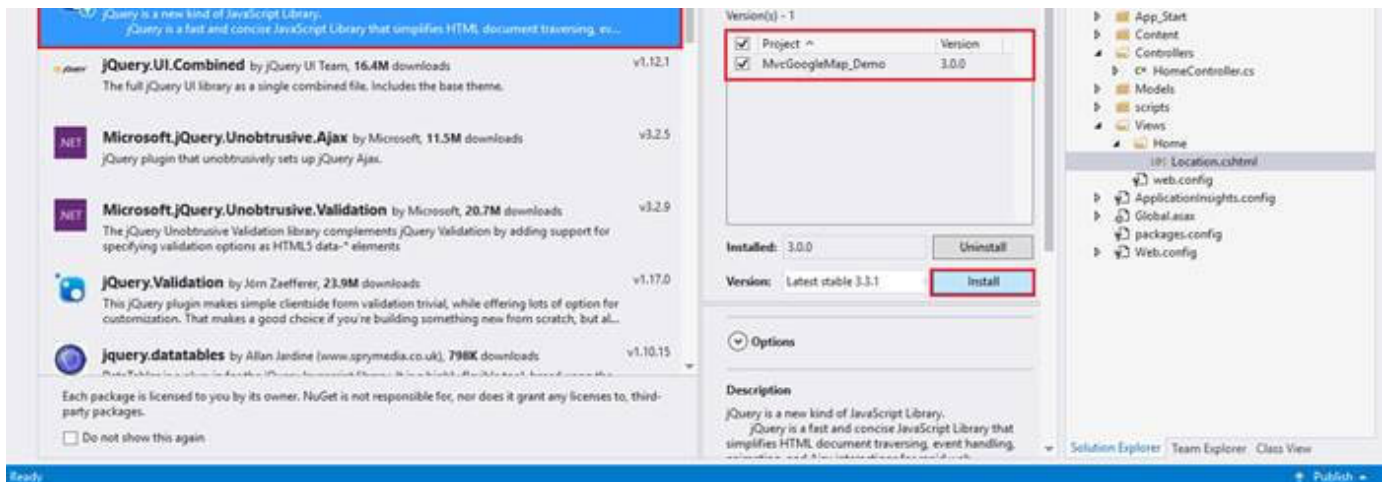 jQuery is a new kind of JavaScript Library.
jQuery is a fast and concise JavaScript Library that simplifies HTML document traversing, ev...
jQuery.UI.Combined by jQuery UI Team, 16.4M downloads v1.12.1
The full jQuery UI library as a single combined file. Includes the base theme.
.NET
Microsoft.jQuery.Unobtrusive.Ajax by Microsoft, 11.5M downloads v3.2.5
jQuery plugin that unobtrusively sets up jQuery Ajax.
.NET
Microsoft.jQuery.Unobtrusive.Validation by Microsoft, 20.7M downloads v3.2.9
The jQuery Unobtrusive Validation library complements jQuery Validation by adding support for
specifying validation options as HTML5 data-* elements
jQuery.Validation by Jörn Zaefferer, 23.9M downloads v1.17.0
This jQuery plugin makes simple clientside form validation trivial, while offering lots of option for
customization. That makes a good choice if you're building something new from scratch, but al...
jquery.datatables by Allan Jardine (www.sprymedia.co.uk), 798K downloads v1.10.15
Each package is licensed to you by its owner. NuGet is not responsible for, nor does it grant any licenses to, third-
party packages.
Do not show this again
Version(s) - 1
Project Version
MvcGoogleMap_Demo 3.0.0
Installed: 3.0.0 Uninstall
Version: Latest stable 3.3.1 Install
Options
Description
jQuery is a new kind of JavaScript Library.
jQuery is a fast and concise JavaScript Library that
simplifies HTML document traversing, event handling,
App_Start
Content
Controllers
C# HomeController.cs
Models
scripts
Views
Home
Location.cshtml
web.config
ApplicationInsights.config
Global.asax
packages.config
Web.config
Solution Explorer Team Explorer Class View
Ready Publish